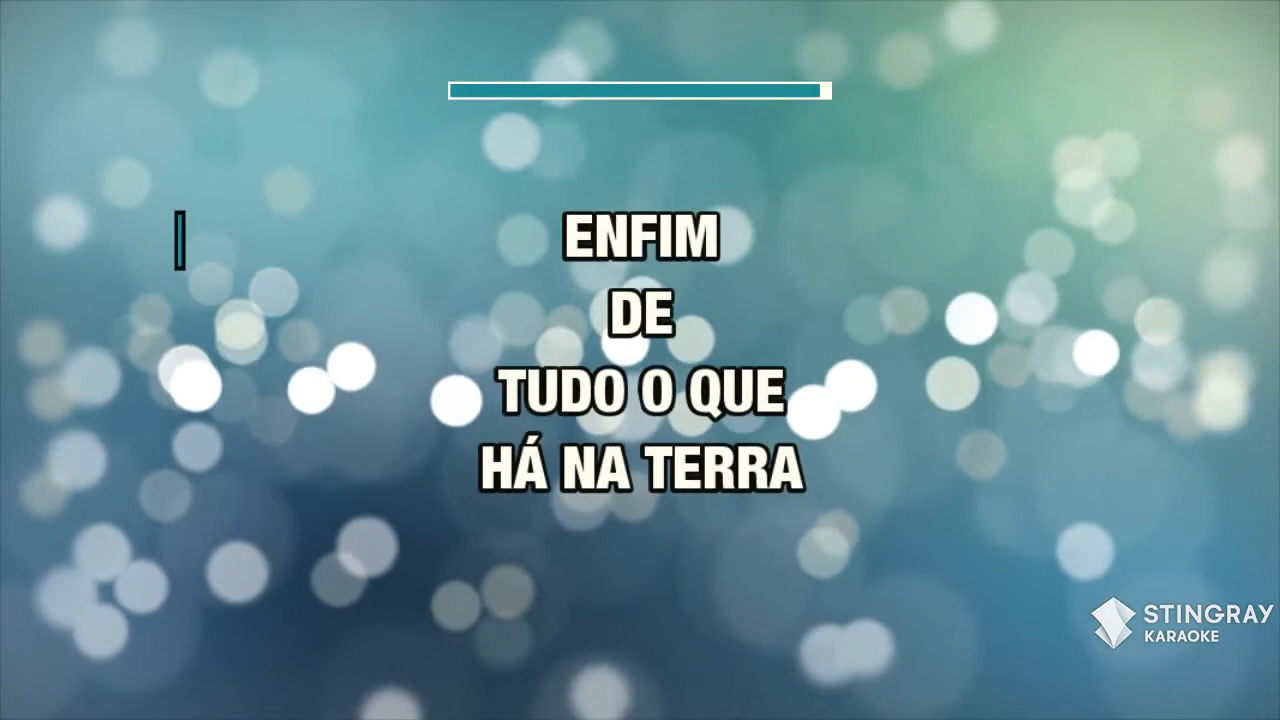 ENFIM
DE
TUDO O QUE
HÁ NA TERRA
STINGRAY
KARAOKE